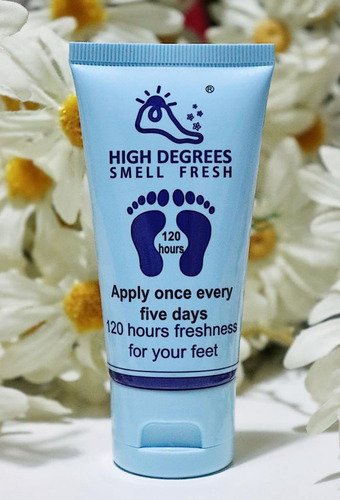 ®
HIGH DEGREES
SMELL FRESH
120
hours
Apply once every
five days
120 hours freshness
for your feet